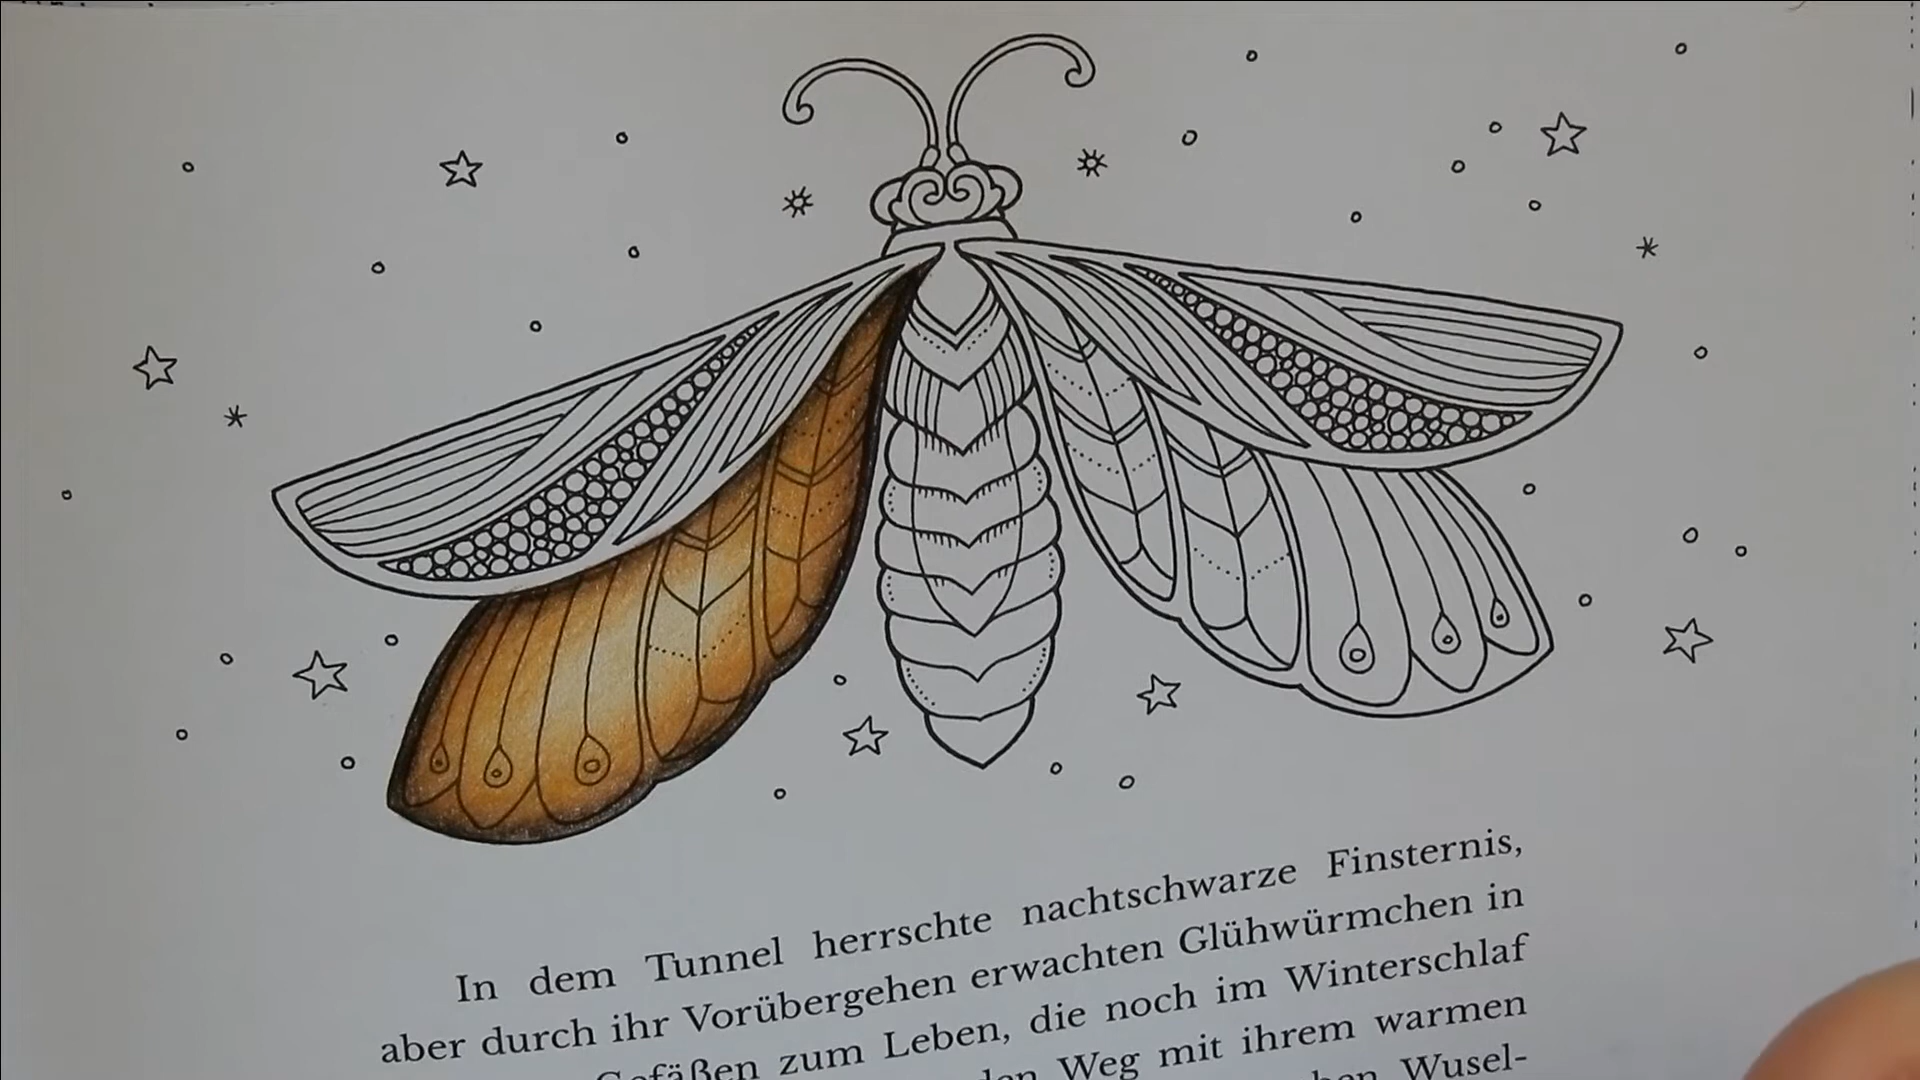 In dem Tunnel herrschte nachtschwarze Finsternis,
aber durch ihr Vorübergehen erwachten Glühwürmchen in
Gefäßen zum Leben, die noch im Winterschlaf
Weg mit ihrem warmen
Wusel-